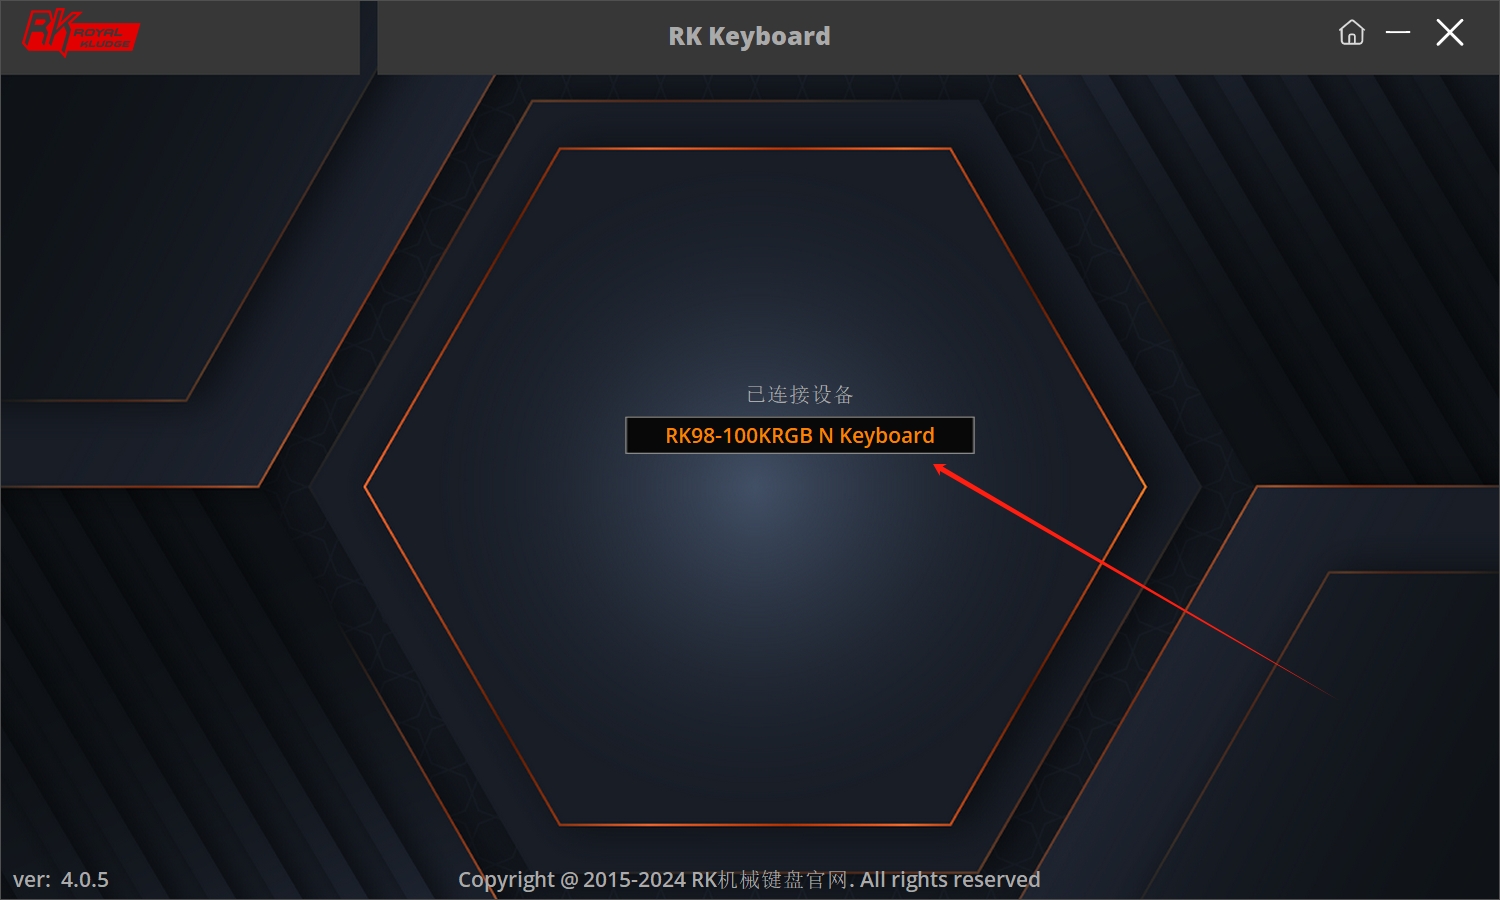 RK ROYAL
KLUDGE
RK Keyboard
已连接设备
RK98-100KRGB N Keyboard
ver: 4.0.5
Copyright @ 2015-2024 RK机械键盘官网. All rights reserved